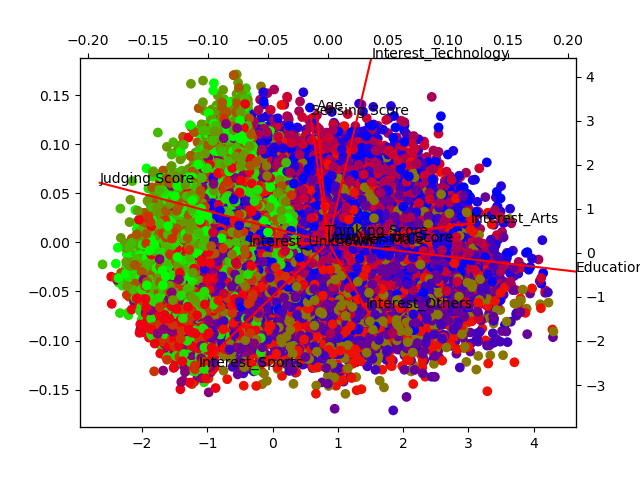 −0.20 −0.15 −0.10 −0.05 0.00 0.05 0.10 0.15 0.20
Interest_Technology
Age
Sensing Score
Judging Score
Interest_Arts
Thinking Score
Interest_Unknown
Education
Interest_Others
Interest_Sports
0.15
0.10
0.05
0.00
−0.05
−0.10
−0.15
4
3
2
1
0
−1
−2
−3
−2 −1 0 1 2 3 4